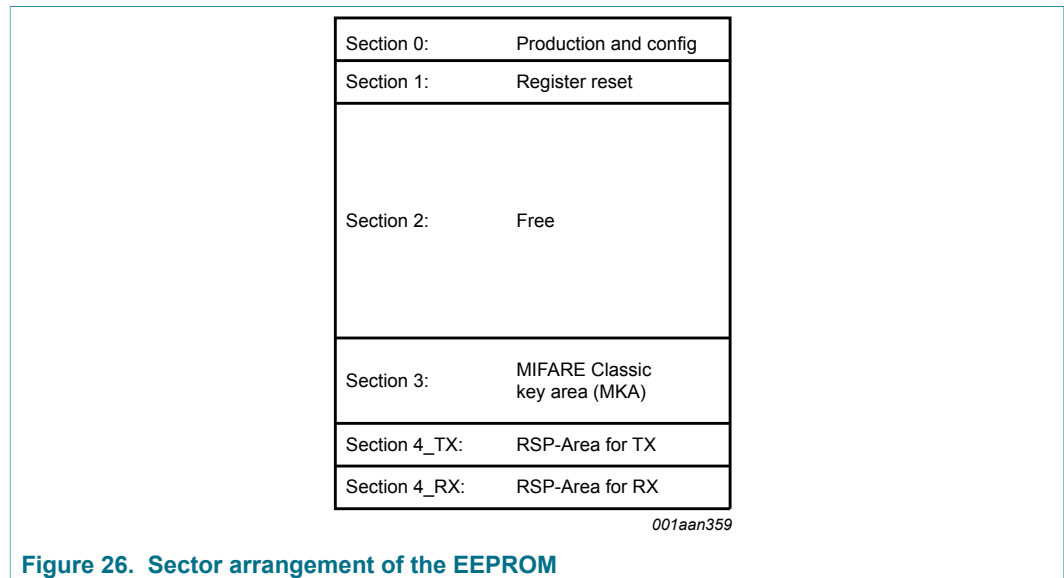 Section 0: Production and config
Section 1: Register reset
Section 2: Free
Section 3: MIFARE Classic
key area (MKA)
Section 4_TX: RSP-Area for TX
Section 4_RX: RSP-Area for RX
001aan359
Figure 26. Sector arrangement of the EEPROM